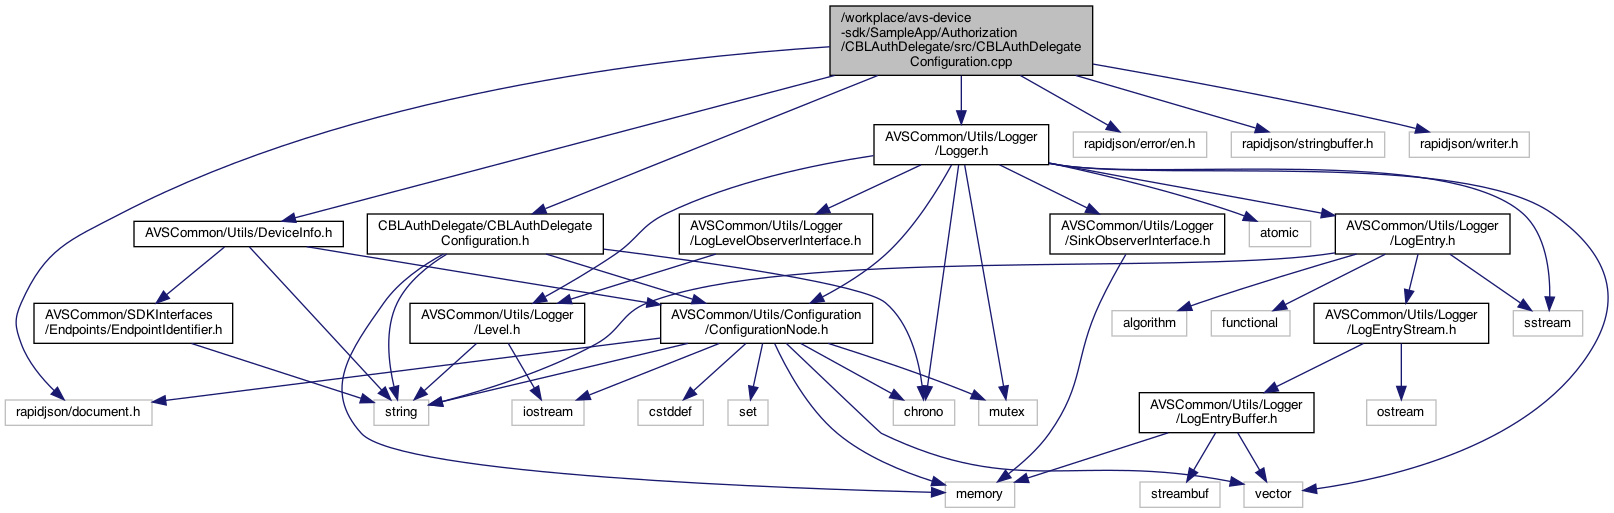 /workplace/avs-device
-sdk/SampleApp/Authorization
/CBLAuthDelegate/src/CBLAuthDelegate
Configuration.cpp
AVSCommon/Utils/Logger
/Logger.h
rapidjson/error/en.h
rapidjson/stringbuffer.h
rapidjson/writer.h
AVSCommon/Utils/DeviceInfo.h
CBLAuthDelegate/CBLAuthDelegate
Configuration.h
AVSCommon/Utils/Logger
/LogLevelObserverInterface.h
AVSCommon/Utils/Logger
/SinkObserverInterface.h
atomic
AVSCommon/Utils/Logger
/LogEntry.h
AVSCommon/SDKInterfaces
/Endpoints/EndpointIdentifier.h
AVSCommon/Utils/Logger
/Level.h
AVSCommon/Utils/Configuration
/ConfigurationNode.h
algorithm
functional
AVSCommon/Utils/Logger
/LogEntryStream.h
sstream
rapidjson/document.h
string
iostream
cstddef
set
chrono
mutex
AVSCommon/Utils/Logger
/LogEntryBuffer.h
ostream
memory
streambuf
vector